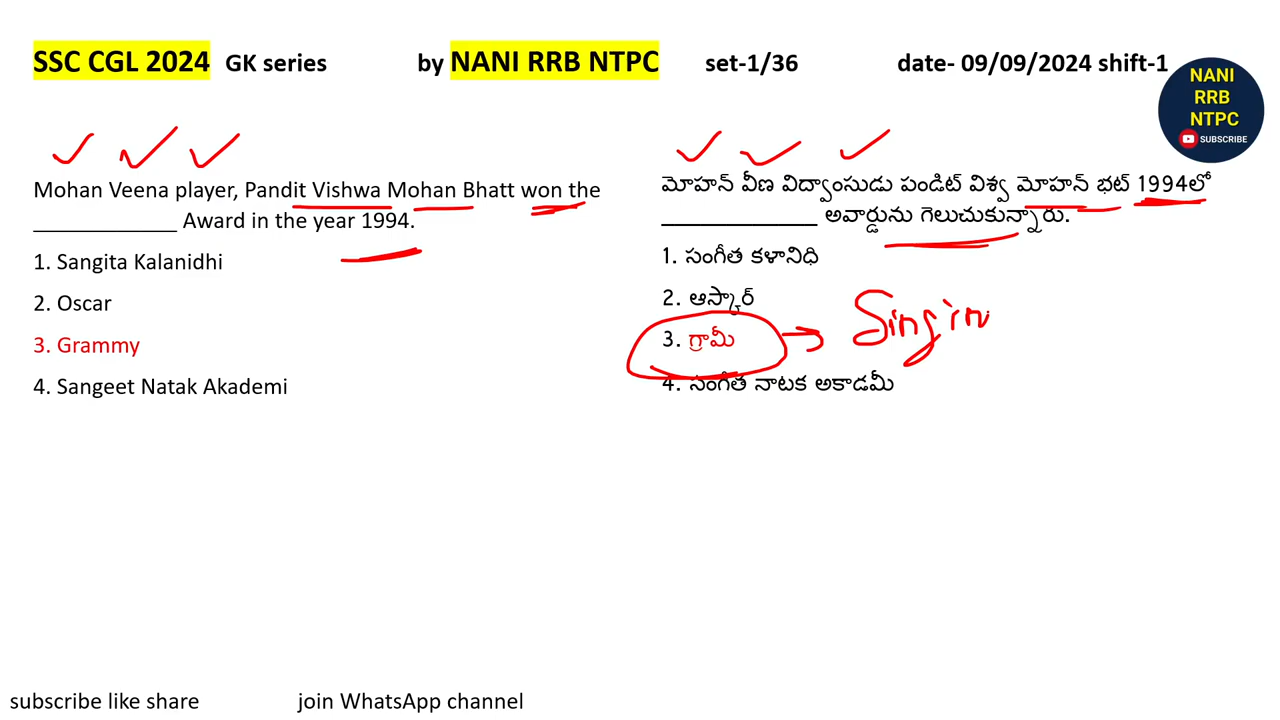 SSC CGL 2024 GK series by NANI RRB NTPC set-1/36 date- 09/09/2024 shift-1
NANI
RRB
NTPC
SUBSCRIBE
Mohan Veena player, Pandit Vishwa Mohan Bhatt won the
____________ Award in the year 1994.
1. Sangita Kalanidhi
2. Oscar
3. Grammy
4. Sangeet Natak Akademi
మోహన్ వీణ విద్వాంసుడు పండిట్ విశ్వ మోహన్ భట్ 1994లో
_____________ అవార్డును గెలుచుకున్నారు.
1. సంగీత కళానిధి
2. ఆస్కార్
3. గ్రామీ
Singin
4. సంగీత నాటక అకాడమీ
subscribe like share join WhatsApp channel